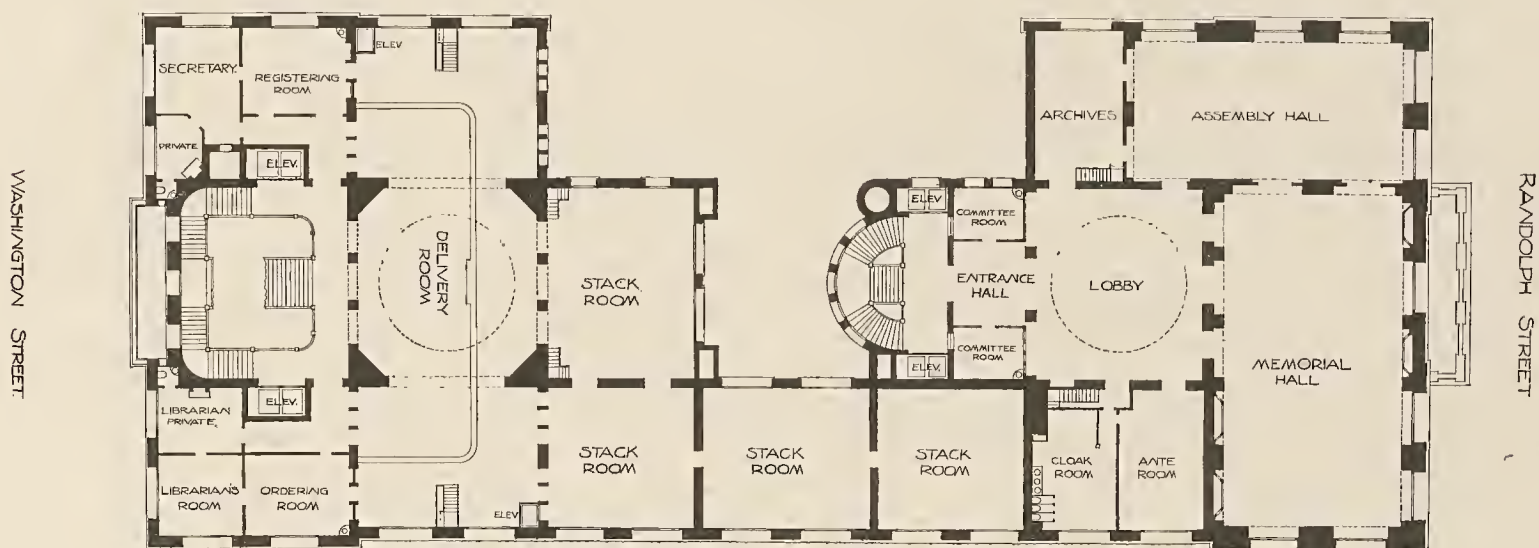 WASHINGTON STREET.
SECRETARY.
REGISTERING
ROOM
ELEV
PRIVATE
ELEV.
DELIVERY
ROOM
STACK
ROOM
ELEV.
LIBRARIAN
PRIVATE.
LIBRARIAN'S
ROOM
ORDERING
ROOM
ELEV
STACK
ROOM
STACK
ROOM
STACK
ROOM
ELEV
COMMITTEE
ROOM
ENTRANCE
HALL
COMMITTEE
ROOM
ELEV.
LOBBY
ARCHIVES
ASSEMBLY HALL
MEMORIAL
HALL
CLOAK
ROOM
ANTE
ROOM
RANDOLPH STREET